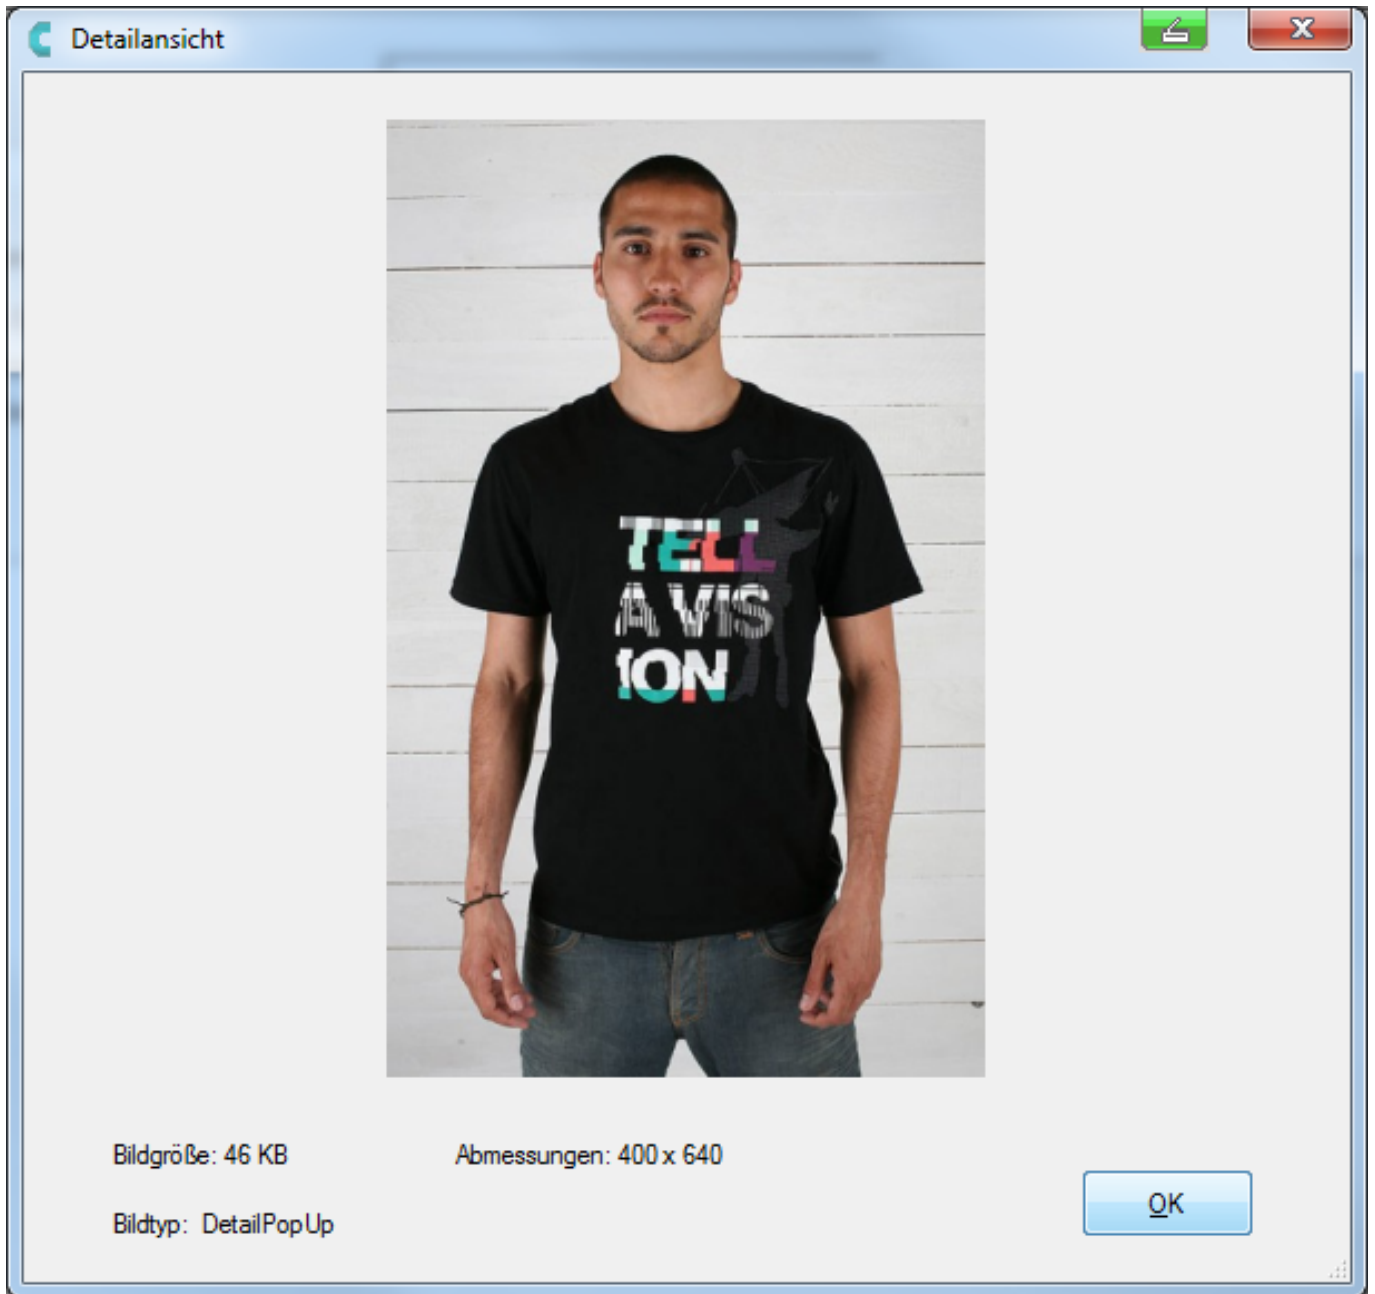 Detailansicht
TELL
A VIS
ION
Bildgröße: 46 KB
Abmessungen: 400 x 640
Bildtyp: DetailPopUp
OK